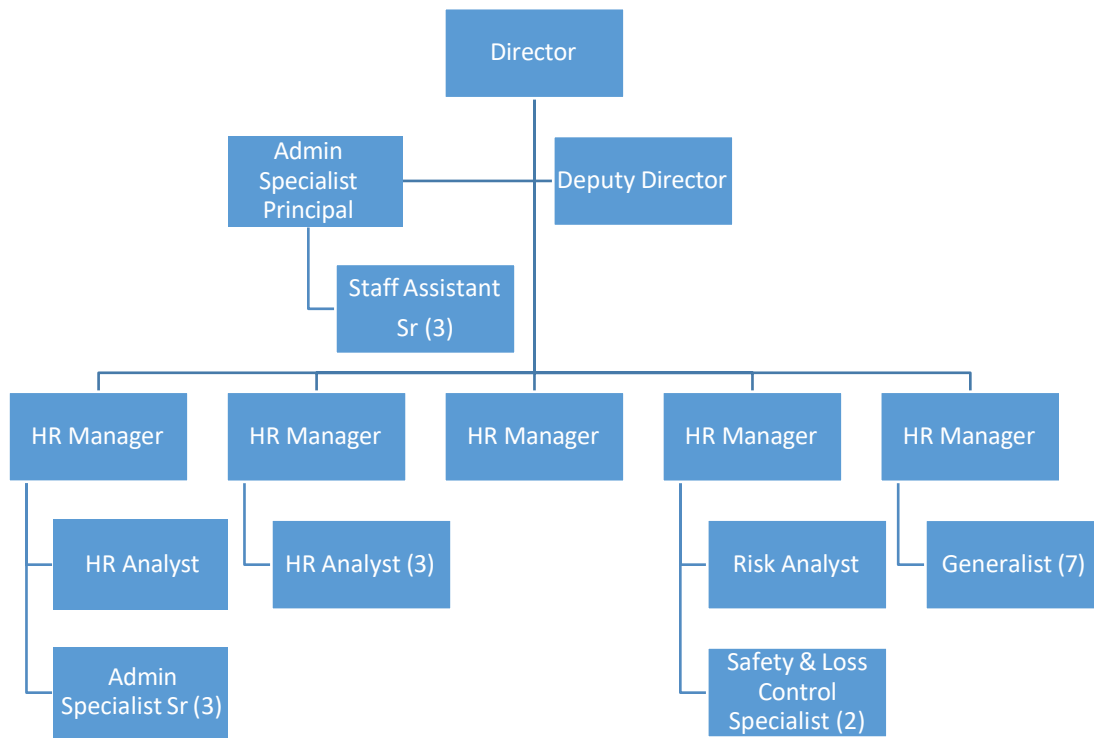 Director
Admin
Specialist
Principal
Deputy Director
Staff Assistant
Sr (3)
HR Manager
HR Manager
HR Manager
HR Manager
HR Manager
HR Analyst
HR Analyst (3)
Risk Analyst
Generalist (7)
Admin
Specialist Sr (3)
Safety & Loss
Control
Specialist (2)